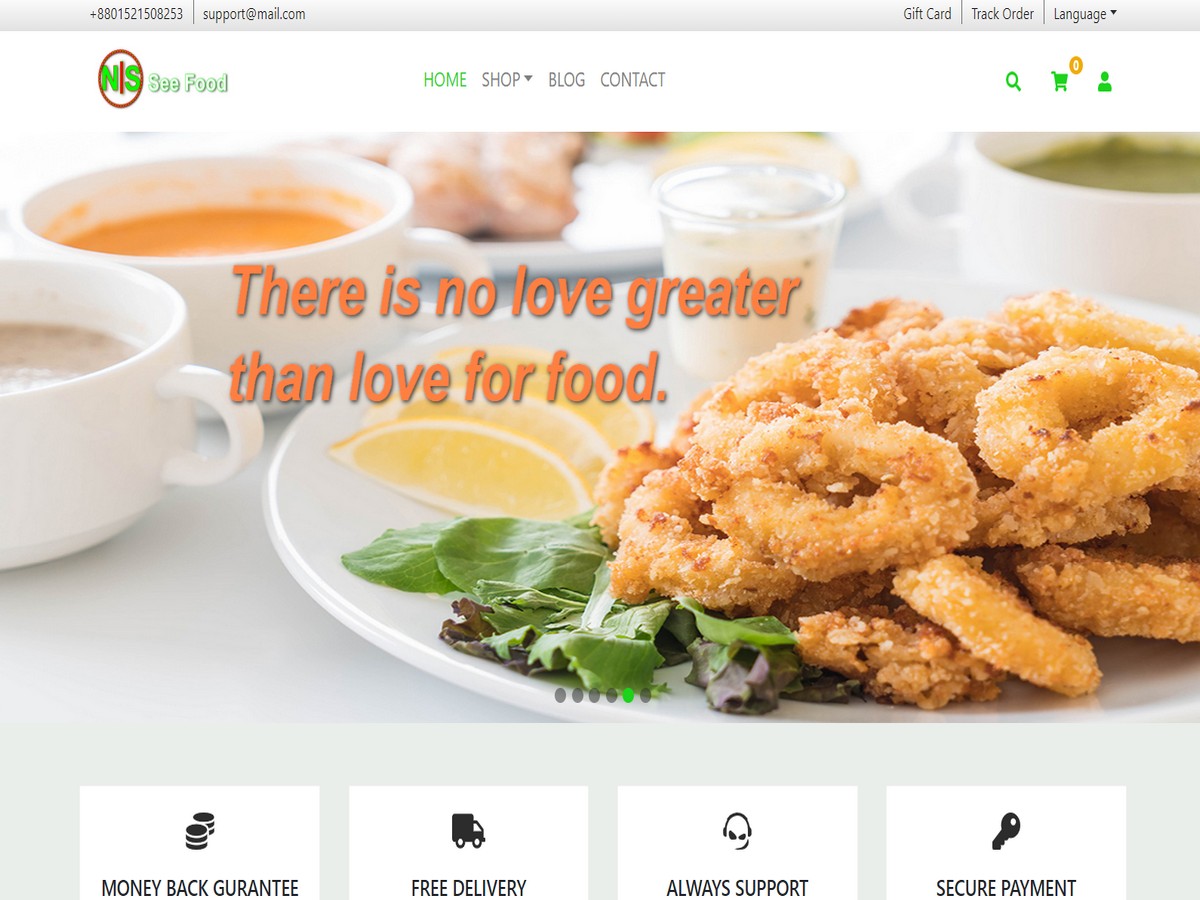 +8801521508253 support@mail.com Gift Card Track Order Language
N|S See Food HOME SHOP BLOG CONTACT 0
There is no love greater
than love for food.
MONEY BACK GURANTEE FREE DELIVERY ALWAYS SUPPORT SECURE PAYMENT